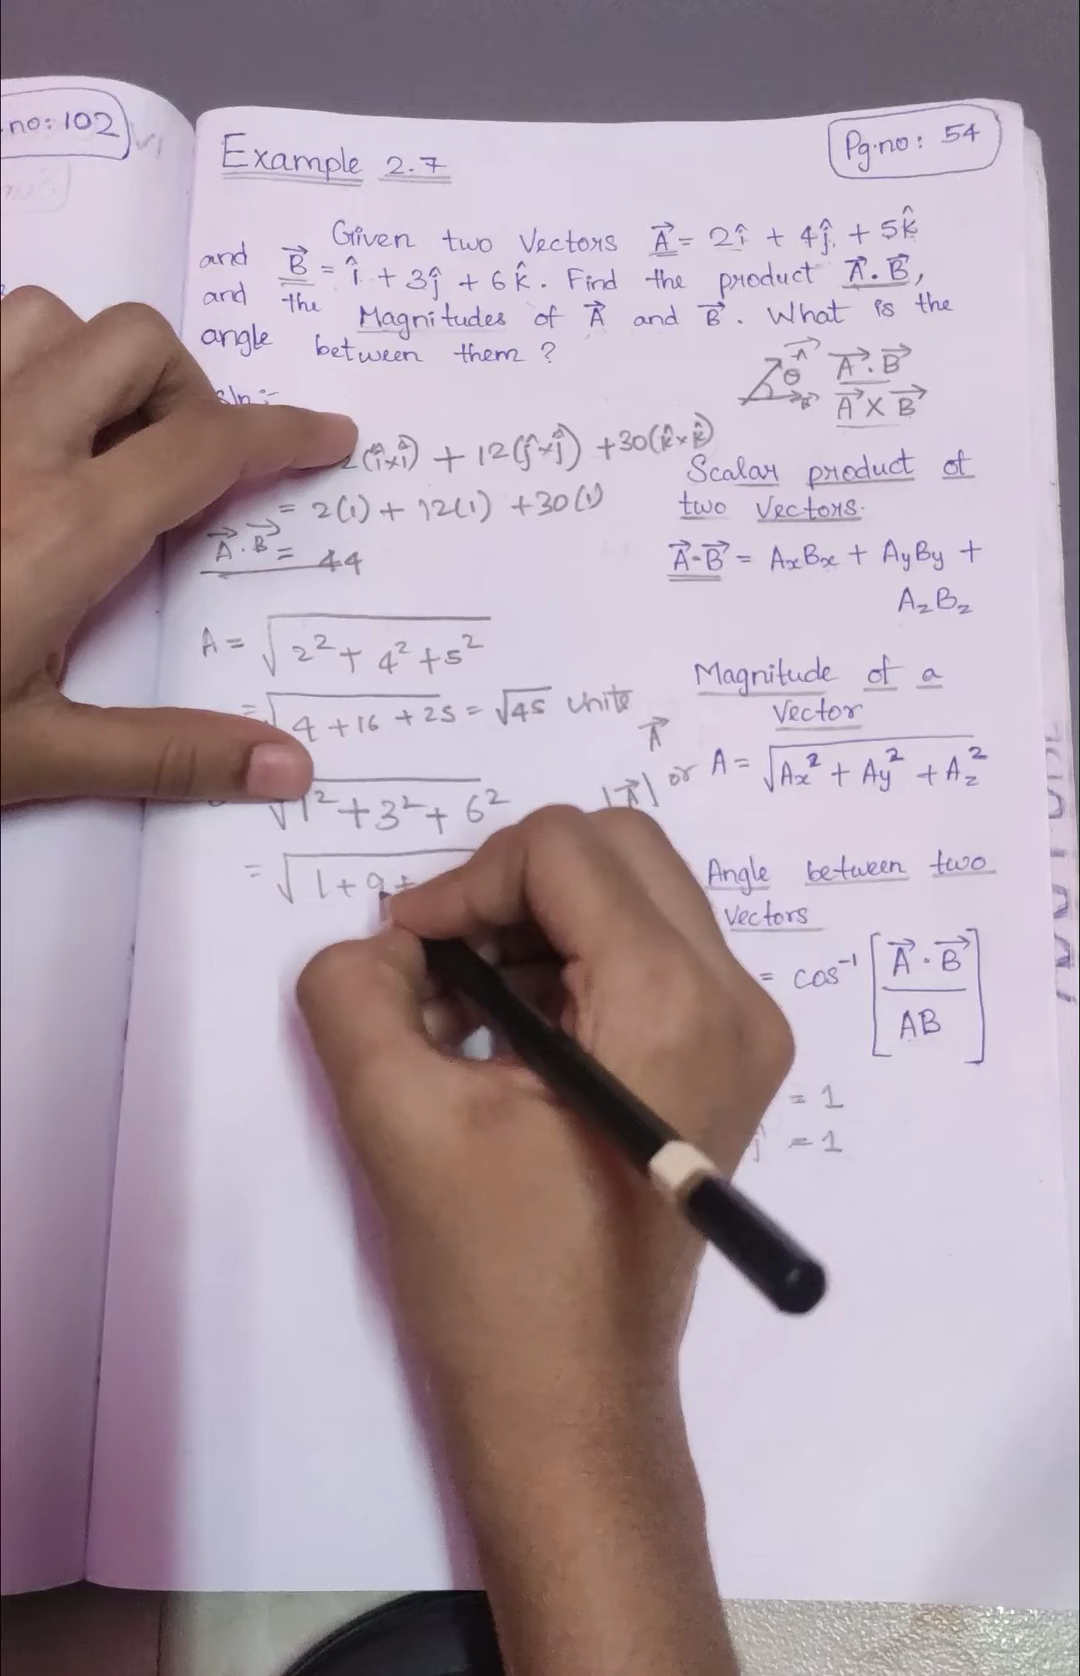 no: 102
Example 2.7
Pg.no: 54
Given two Vectors A⃗ = 2î + 4ĵ + 5k̂
and B⃗ = î + 3ĵ + 6k̂. Find the product A⃗.B⃗,
and the Magnitudes of A⃗ and B⃗. What is the
angle between them?
Sln :-
A⃗ θ B⃗
A⃗.B⃗
A⃗ X B⃗
2(î×î) + 12(ĵ×ĵ) + 30(k̂×k̂)
= 2(1) + 12(1) + 30(1)
A⃗.B⃗ = 44
A = √2² + 4² + 5²
= √4 + 16 + 25 = √45 Units
√1² + 3² + 6²
= √1 + 9 +
Scalar product of
two Vectors.
A⃗.B⃗ = AxBx + AyBy +
AzBz
Magnitude of a
Vector
A⃗
|A⃗| or A = √Ax² + Ay² + Az²
Angle between two
Vectors
= cos⁻¹ [A⃗.B⃗
AB]
= 1
ĵ = 1